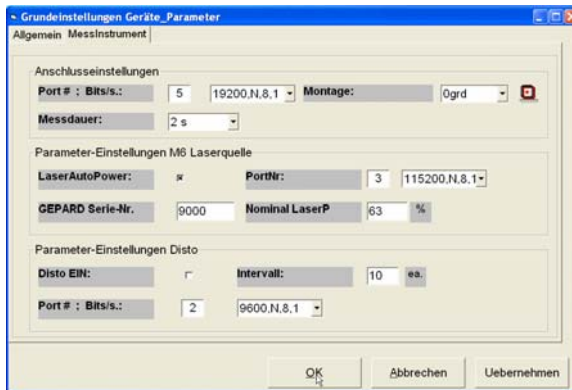 Grundeinstellungen Geräte_Parameter
Allgemein MessInstrument
Anschlusseinstellungen
Port # ; Bits/s.: 5 19200,N,8,1 Montage: 0grd
Messdauer: 2 s
Parameter-Einstellungen M6 Laserquelle
LaserAutoPower: PortNr: 3 115200,N,8,1
GEPARD Serie-Nr. 9000 Nominal LaserP 63 %
Parameter-Einstellungen Disto
Disto EIN: Intervall: 10 ea.
Port # ; Bits/s.: 2 9600,N,8,1
OK Abbrechen Uebernehmen